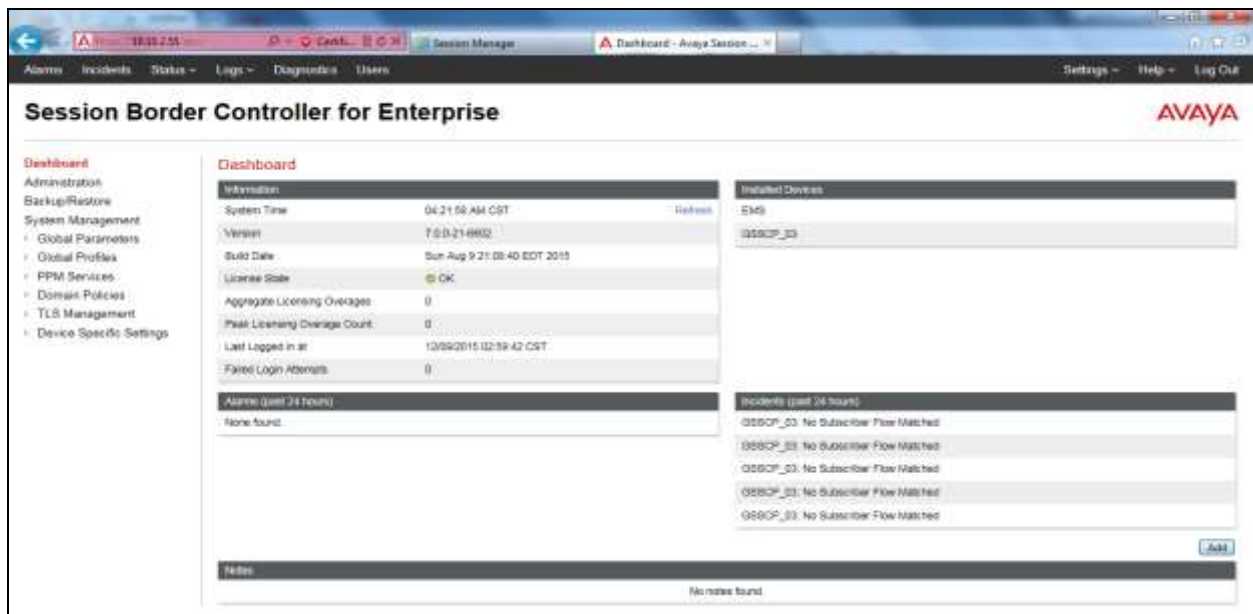 Session Manager
Dashboard - Avaya Session ...
Alarms Incidents Status Logs Diagnostics Users Settings Help Log Out
Session Border Controller for Enterprise
AVAYA
Dashboard
Administration
Backup/Restore
System Management
Global Parameters
Global Profiles
PPM Services
Domain Policies
TLS Management
Device Specific Settings
Dashboard
Information
System Time 04:21:58 AM CST Refresh
Version 7.0.0-21-6602
Build Date Sun Aug 9 21:08:40 EDT 2015
License State OK
Aggregate Licensing Overages 0
Peak Licensing Overage Count 0
Last Logged in at 12/09/2015 02:59:42 CST
Failed Login Attempts 0
Installed Devices
EMS
GSSCP_03
Alarms (past 24 hours)
None found.
Incidents (past 24 hours)
GSSCP_03: No Subscriber Flow Matched
GSSCP_03: No Subscriber Flow Matched
GSSCP_03: No Subscriber Flow Matched
GSSCP_03: No Subscriber Flow Matched
GSSCP_03: No Subscriber Flow Matched
Add
Notes
No notes found.